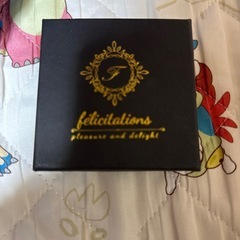 F
felicitations
pleasure and delight